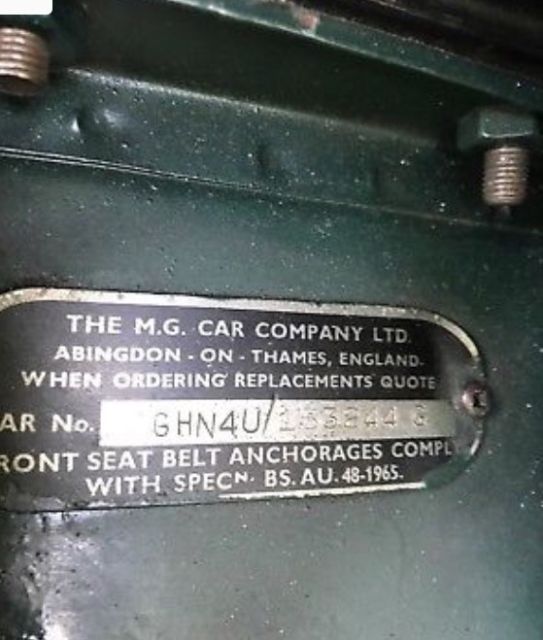 THE M.G. CAR COMPANY LTD.
ABINGDON - ON - THAMES, ENGLAND.
WHEN ORDERING REPLACEMENTS QUOTE
AR No. GHN4U/
RONT SEAT BELT ANCHORAGES COMPL
WITH SPECN. BS. AU. 48-1965.